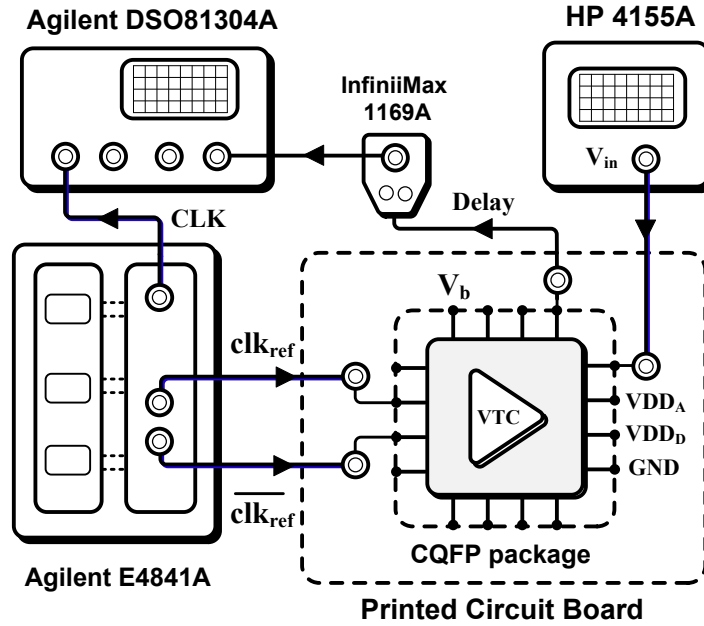 Agilent DSO81304A
HP 4155A
InfiniiMax
1169A
V_in
CLK
Delay
V_b
clk_ref
VTC
VDD_A
VDD_D
GND
\overline{clk_ref}
CQFP package
Agilent E4841A
Printed Circuit Board